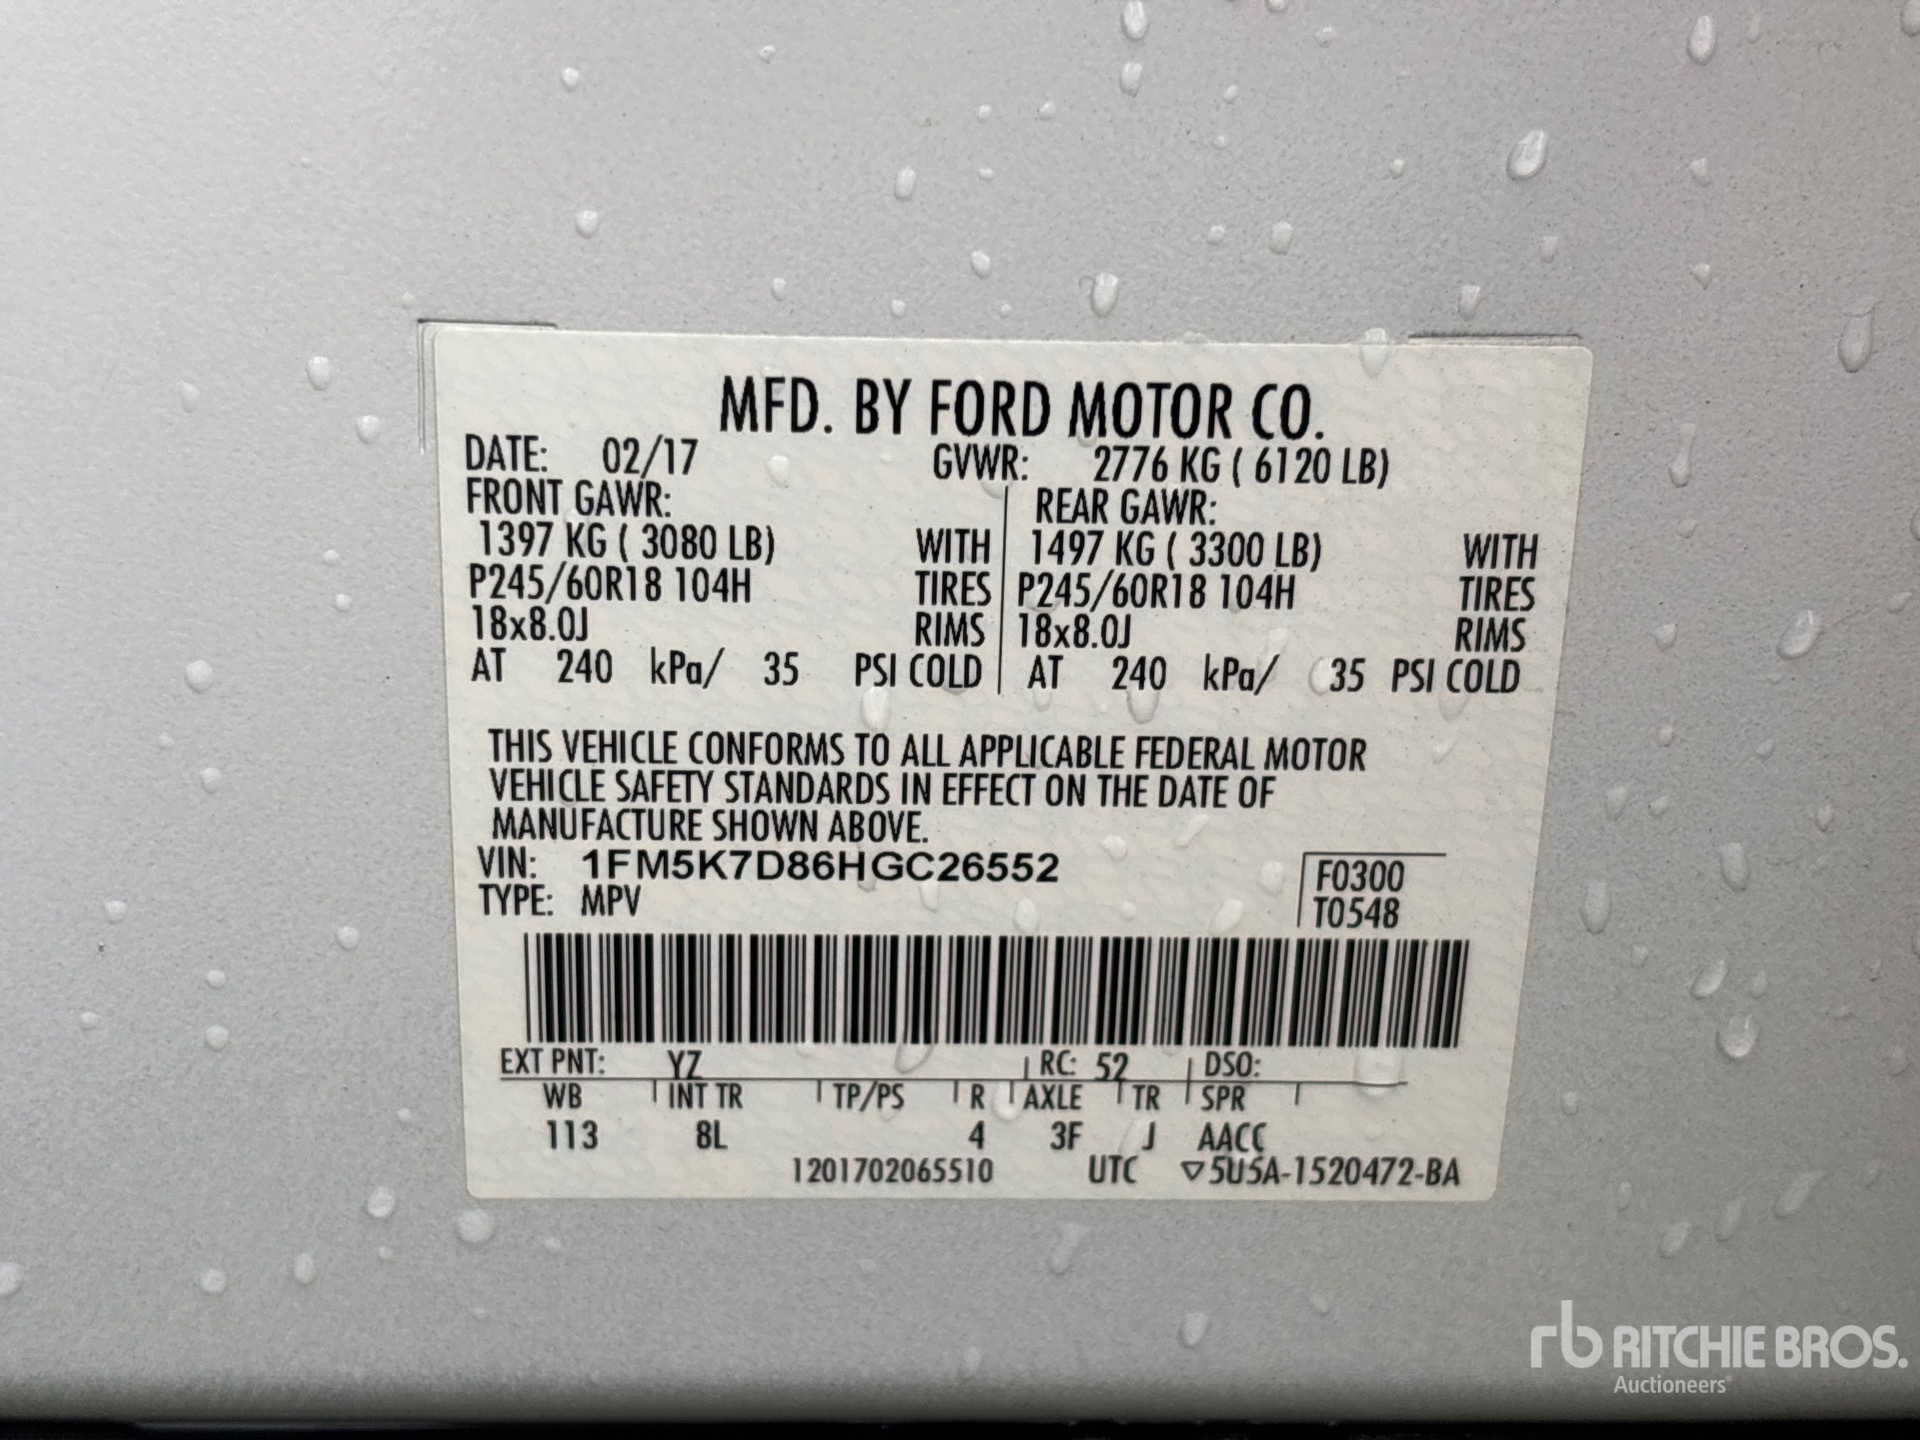 MFD. BY FORD MOTOR CO.
DATE: 02/17 GVWR: 2776 KG ( 6120 LB)
FRONT GAWR: REAR GAWR:
1397 KG ( 3080 LB) WITH 1497 KG ( 3300 LB) WITH
P245/60R18 104H TIRES P245/60R18 104H TIRES
18x8.0J RIMS 18x8.0J RIMS
AT 240 kPa/ 35 PSI COLD AT 240 kPa/ 35 PSI COLD
THIS VEHICLE CONFORMS TO ALL APPLICABLE FEDERAL MOTOR
VEHICLE SAFETY STANDARDS IN EFFECT ON THE DATE OF
MANUFACTURE SHOWN ABOVE.
VIN: 1FM5K7D86HGC26552 F0300
TYPE: MPV T0548
EXT PNT: YZ RC: 52 DSO:
WB INT TR TP/PS R AXLE TR SPR
113 8L 4 3F J AACC
1201702065510 UTC ▽5U5A-1520472-BA
rb RITCHIE BROS.
Auctioneers